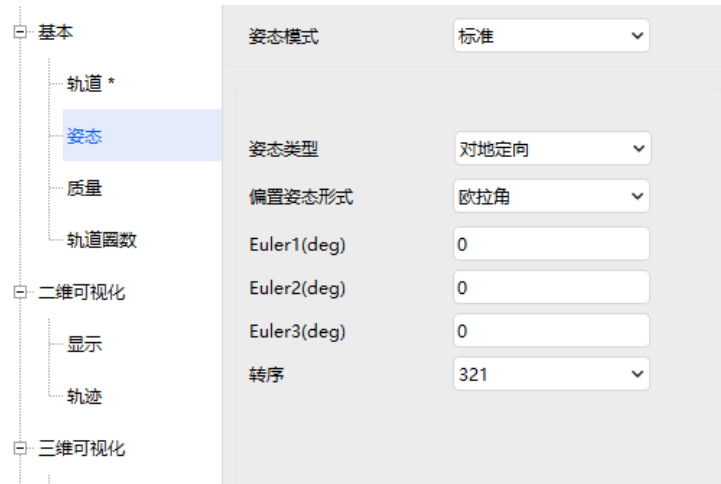 基本
轨道 *
姿态
质量
轨道圈数
二维可视化
显示
轨迹
三维可视化
姿态模式
标准
姿态类型
对地定向
偏置姿态形式
欧拉角
Euler1(deg)
0
Euler2(deg)
0
Euler3(deg)
0
转序
321